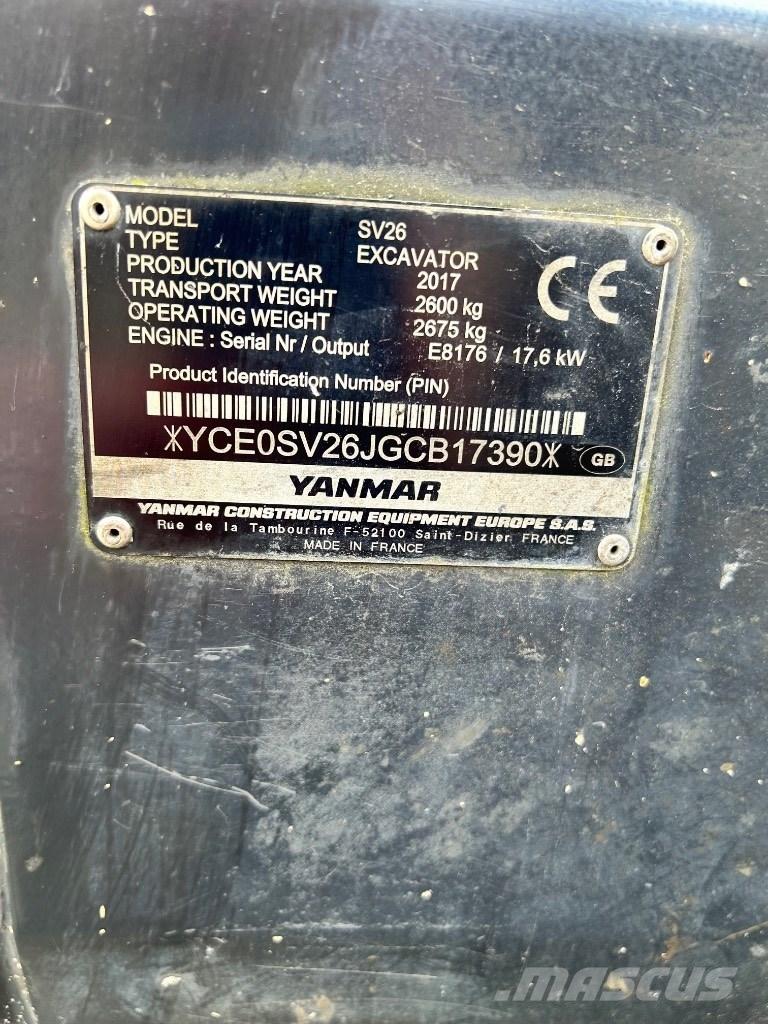 MODEL SV26
TYPE EXCAVATOR
PRODUCTION YEAR 2017
TRANSPORT WEIGHT 2600 kg
OPERATING WEIGHT 2675 kg
ENGINE : Serial Nr / Output E8176 / 17,6 kW
CE
Product Identification Number (PIN)
*YCE0SV26JGCB17390*
GB
YANMAR
YANMAR CONSTRUCTION EQUIPMENT EUROPE S.A.S.
Rue de la Tambourine F-52100 Saint-Dizier FRANCE
MADE IN FRANCE
MASCUS